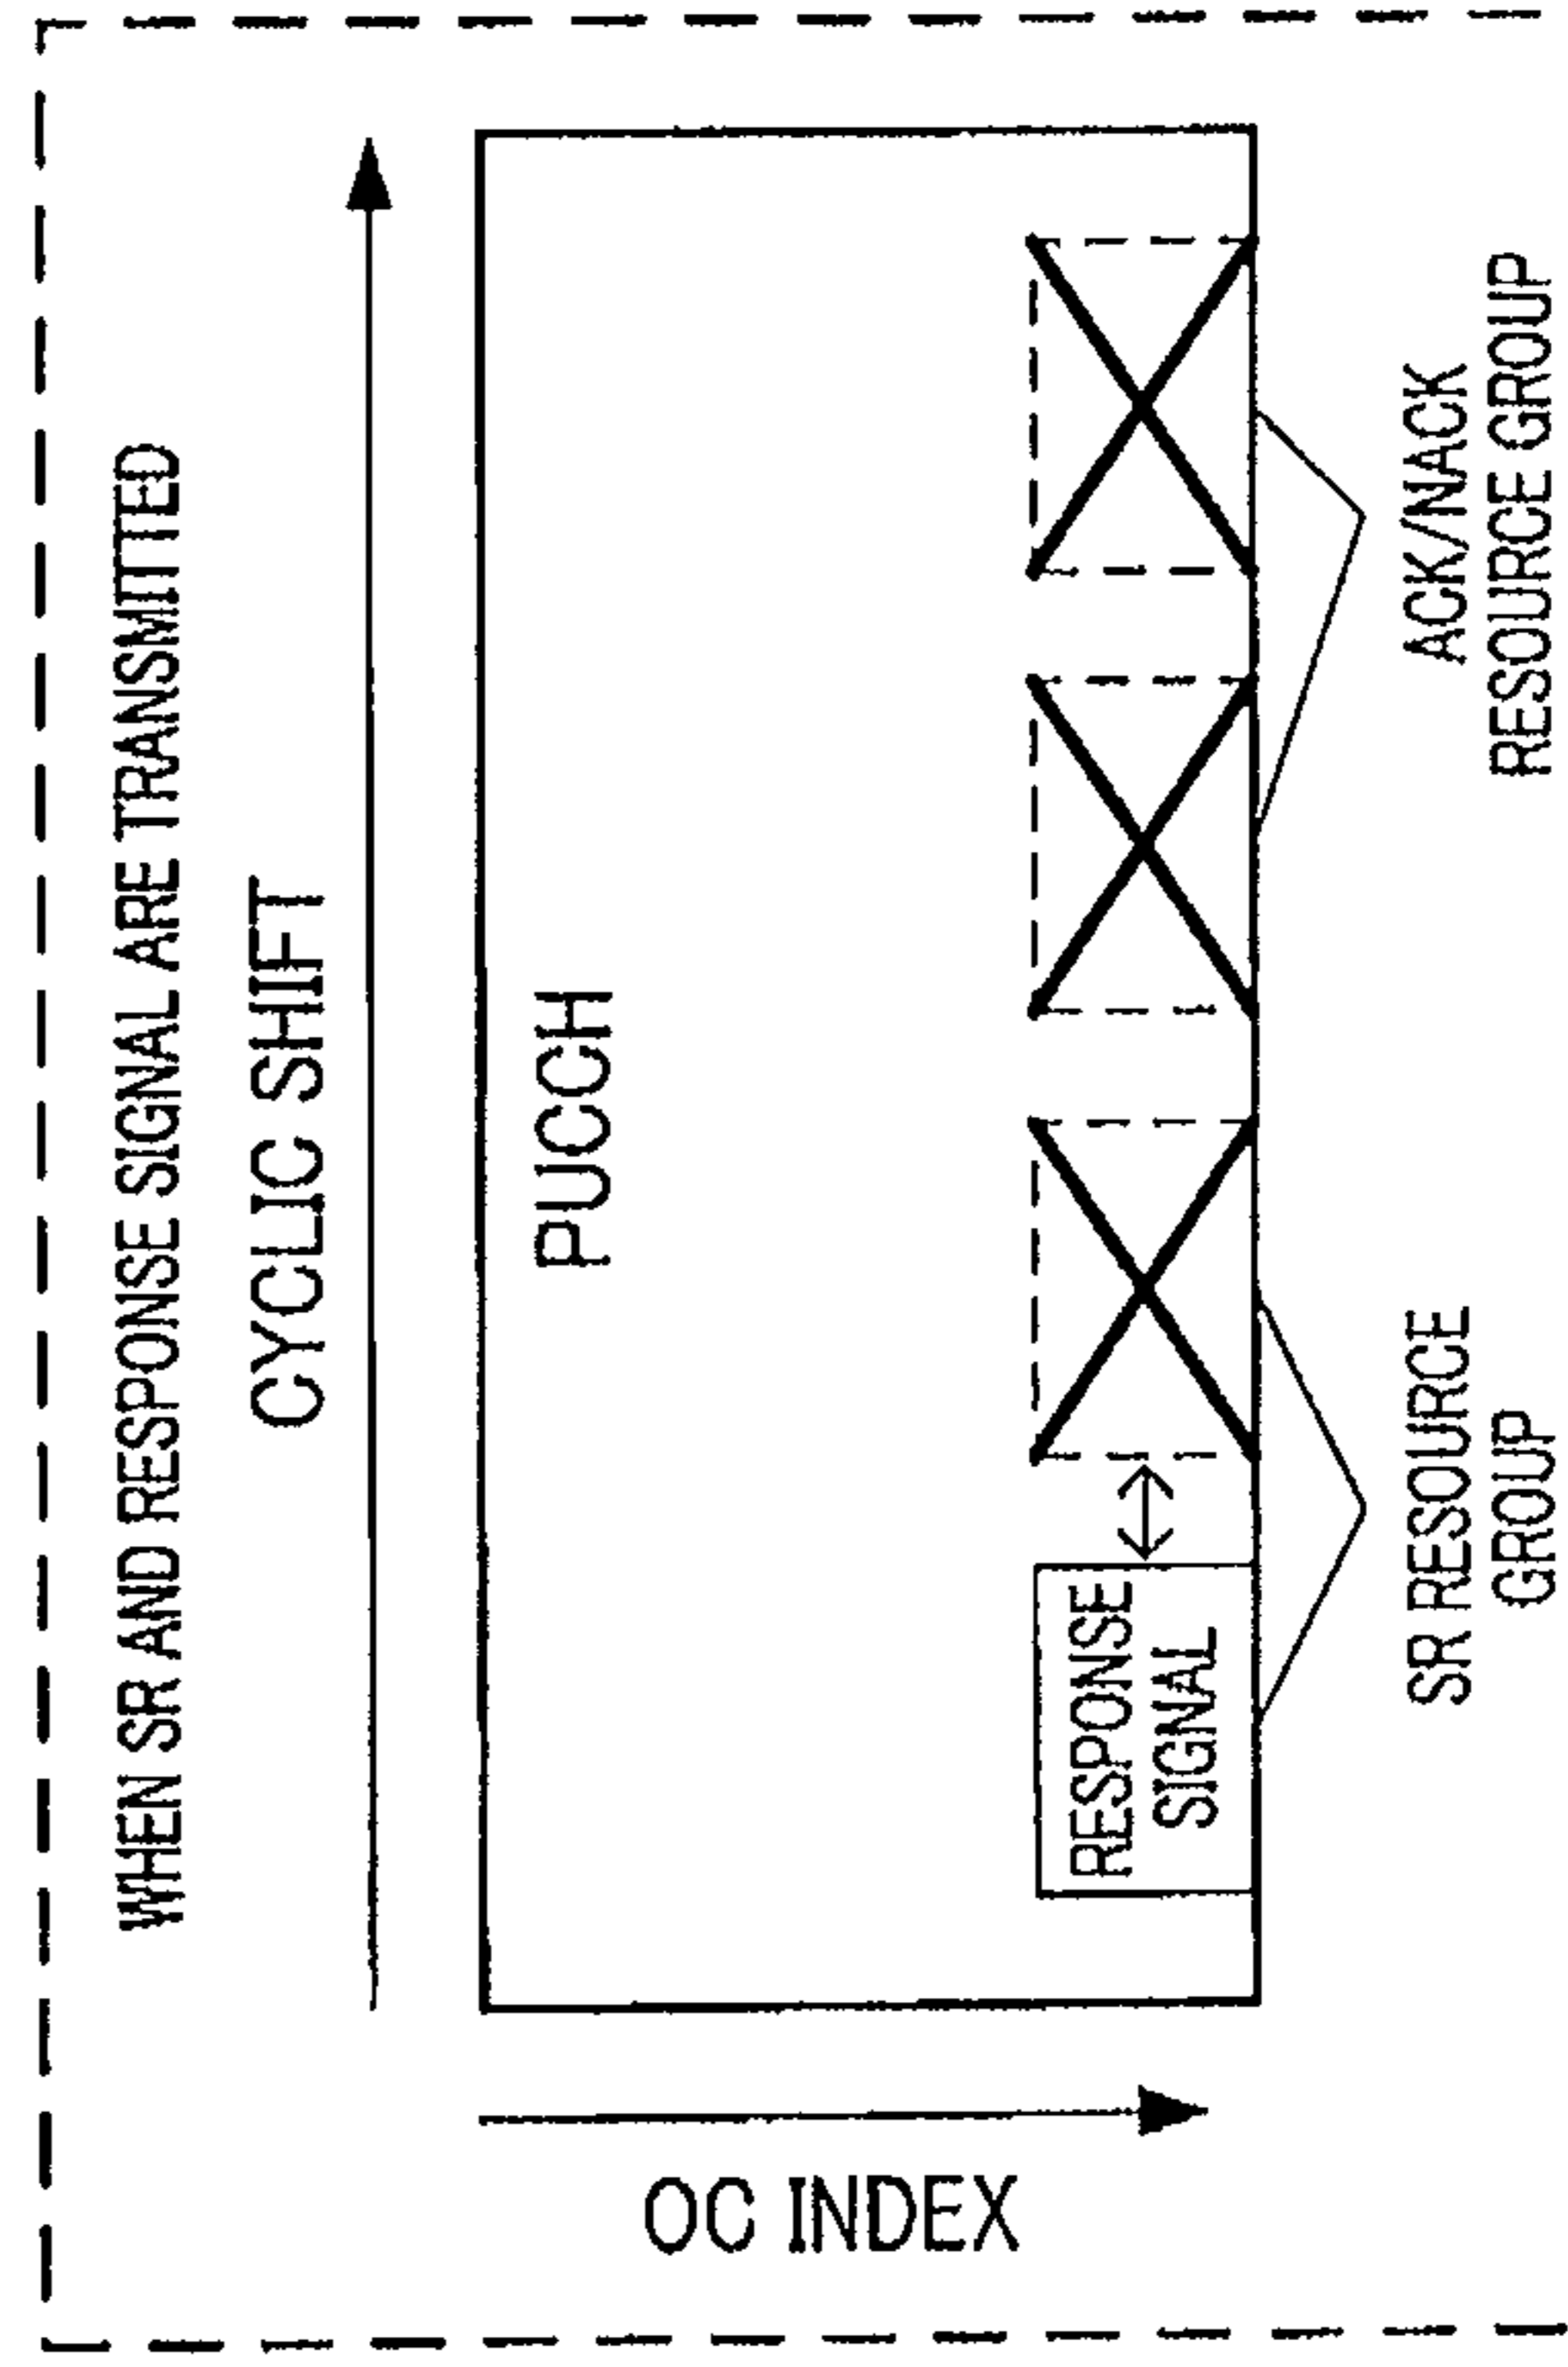 WHEN SR AND RESPONSE SIGNAL ARE TRANSMITTED
CYCLIC SHIFT
PUCCH
OC INDEX
RESPONSE
SIGNAL
SR RESOURCE
GROUP
ACK/NACK
RESOURCE GROUP